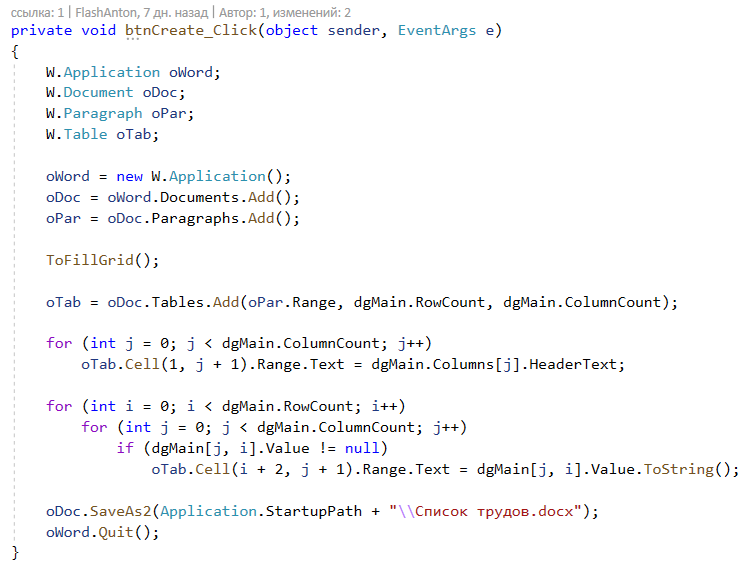 ссылка: 1 | FlashAnton, 7 дн. назад | Автор: 1, изменений: 2
private void btnCreate_Click(object sender, EventArgs e)
{
    W.Application oWord;
    W.Document oDoc;
    W.Paragraph oPar;
    W.Table oTab;

    oWord = new W.Application();
    oDoc = oWord.Documents.Add();
    oPar = oDoc.Paragraphs.Add();

    ToFillGrid();

    oTab = oDoc.Tables.Add(oPar.Range, dgMain.RowCount, dgMain.ColumnCount);

    for (int j = 0; j < dgMain.ColumnCount; j++)
        oTab.Cell(1, j + 1).Range.Text = dgMain.Columns[j].HeaderText;

    for (int i = 0; i < dgMain.RowCount; i++)
        for (int j = 0; j < dgMain.ColumnCount; j++)
            if (dgMain[j, i].Value != null)
                oTab.Cell(i + 2, j + 1).Range.Text = dgMain[j, i].Value.ToString();

    oDoc.SaveAs2(Application.StartupPath + "\\Список трудов.docx");
    oWord.Quit();
}